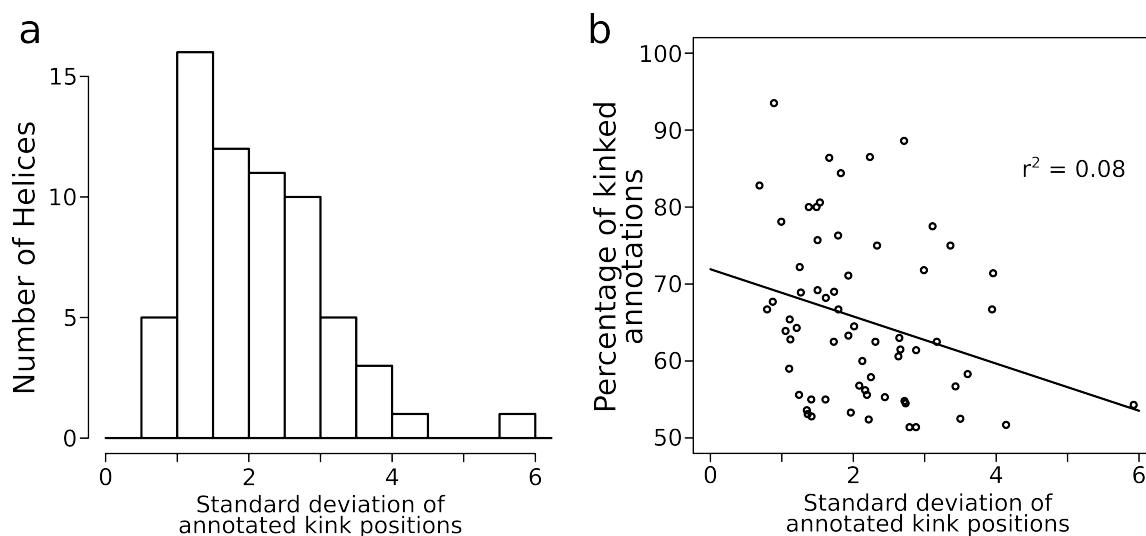 a
Number of Helices
15
10
5
0
0 2 4 6
Standard deviation of
annotated kink positions
b
Percentage of kinked
annotations
100
90
80
70
60
50
r² = 0.08
0 2 4 6
Standard deviation of
annotated kink positions